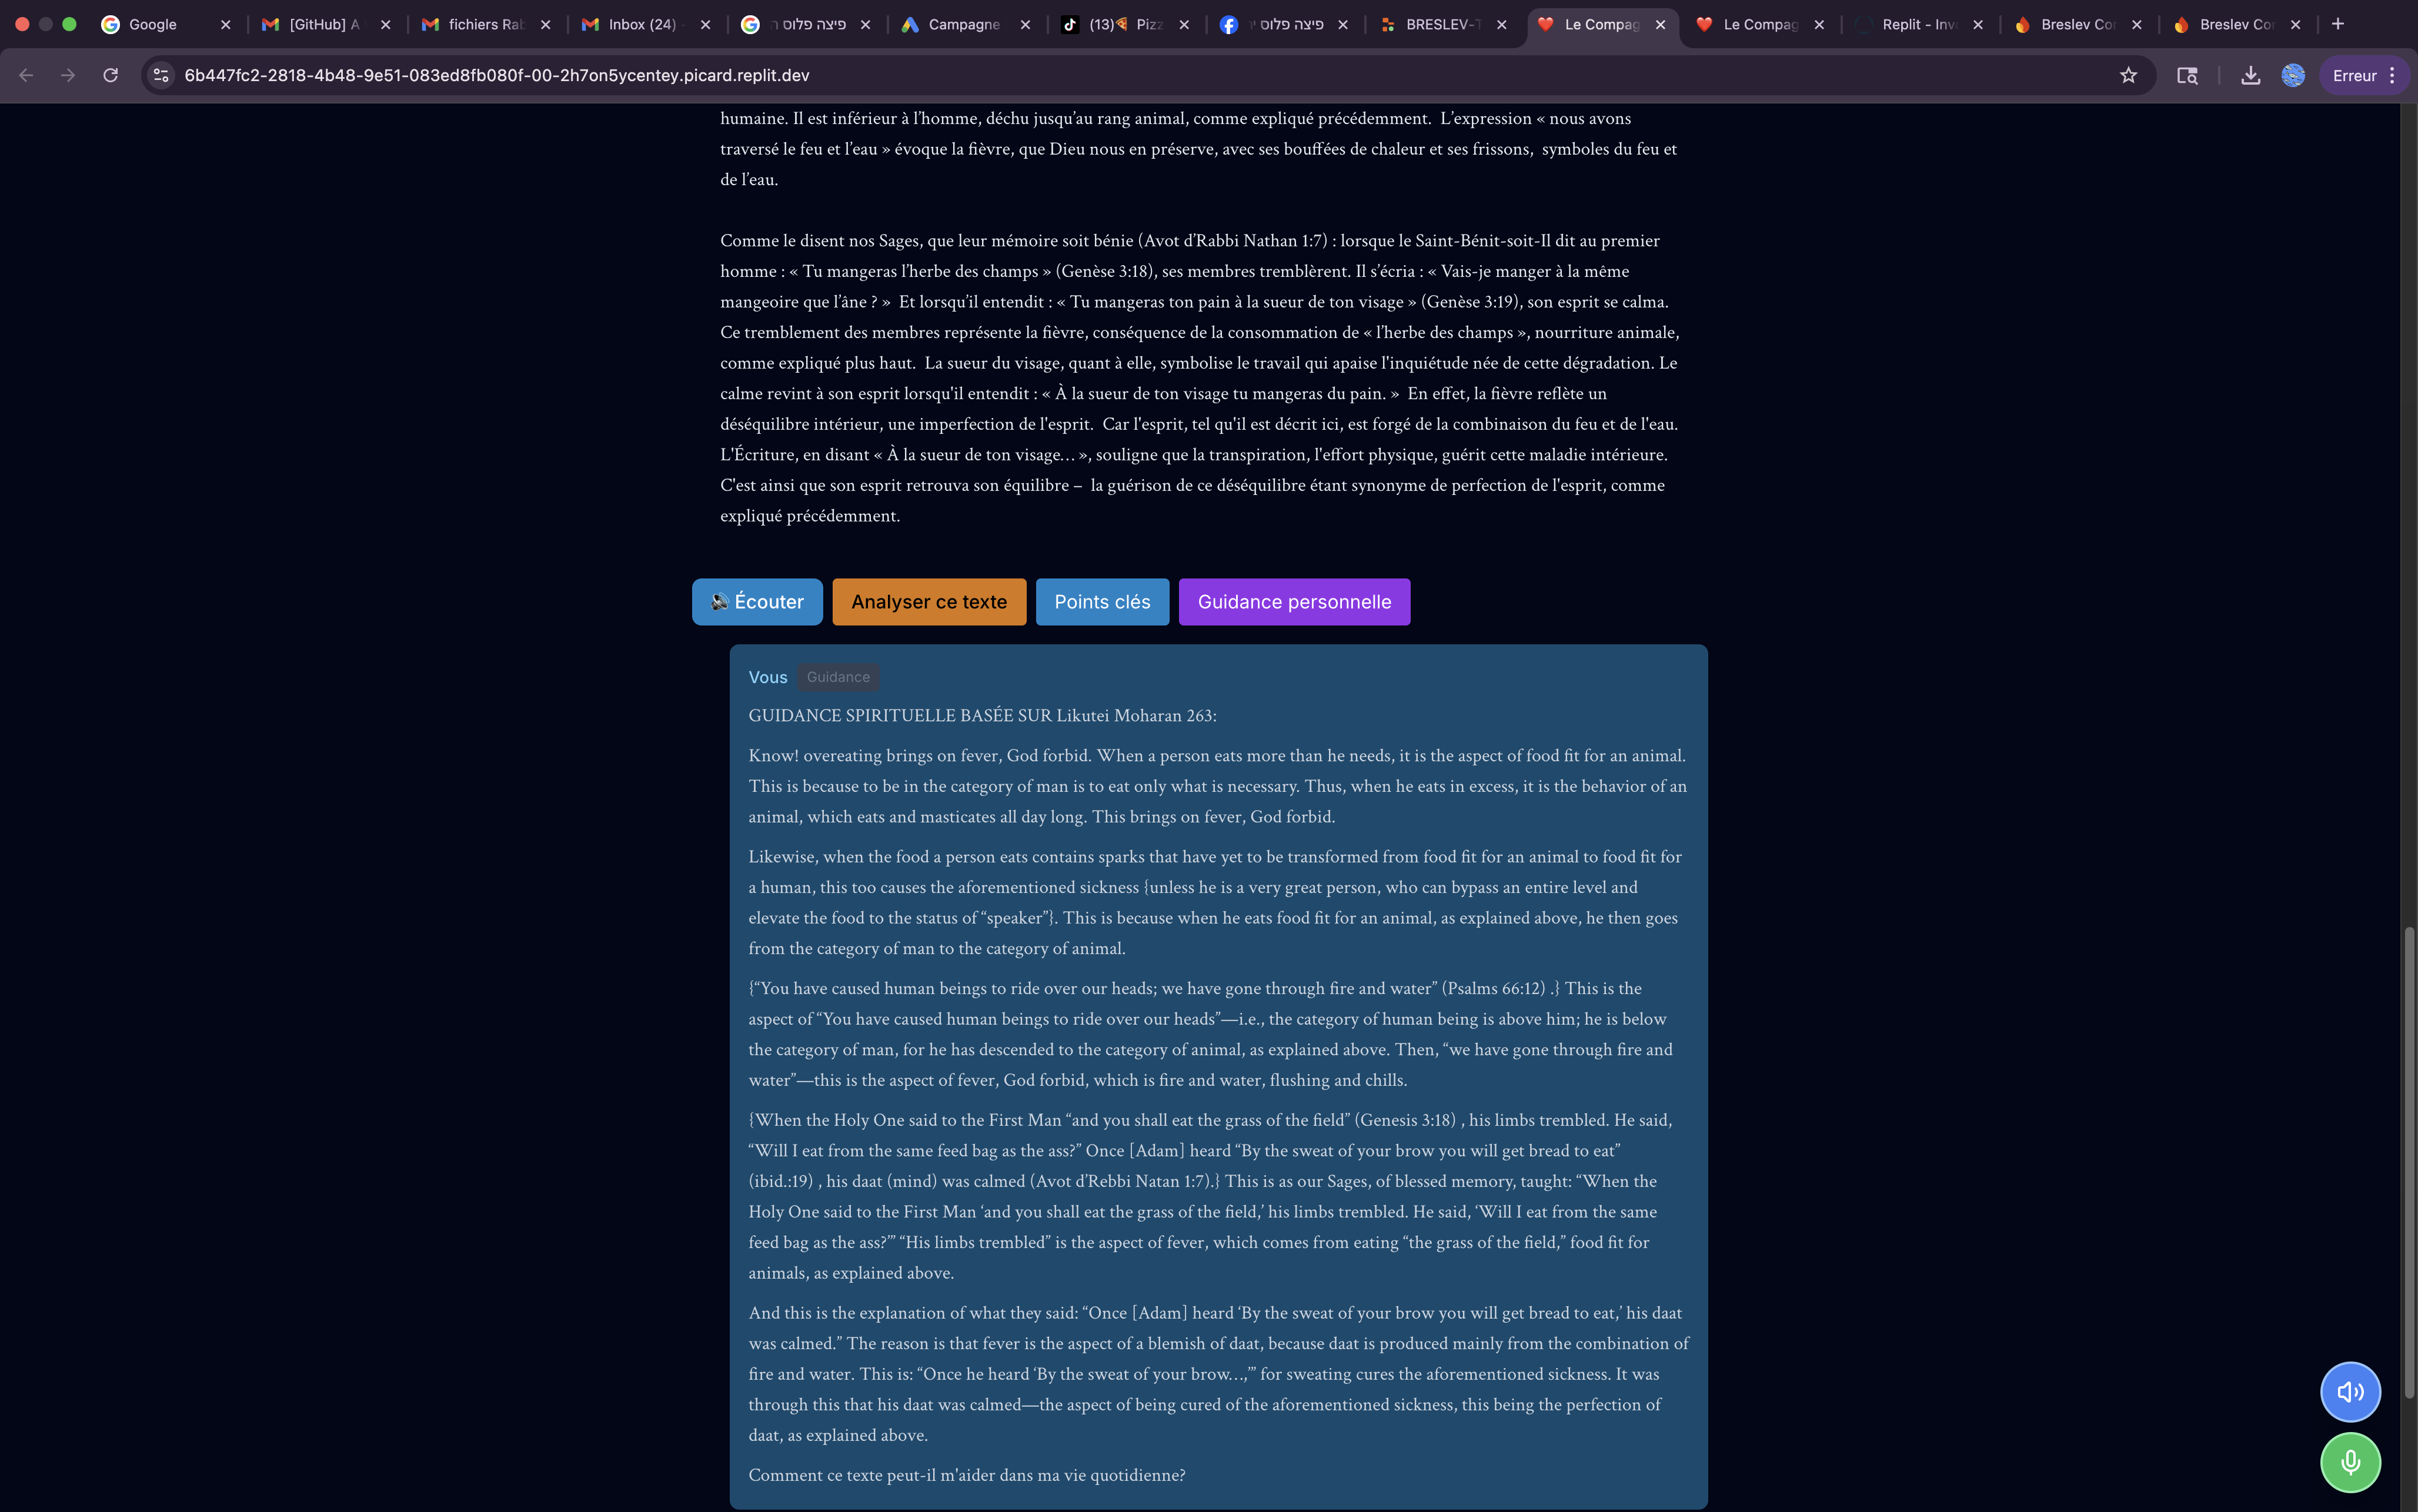 Google
[GitHub] A
fichiers Rab
Inbox (24)
פיצה פלוס
Campagne
(13) Pizz
פיצה פלוס
BRESLEV-T
Le Compag
Le Compag
Replit - Inv
Breslev Co
Breslev Co
6b447fc2-2818-4b48-9e51-083ed8fb080f-00-2h7on5ycentey.picard.replit.dev
Erreur
humaine. Il est inférieur à l’homme, déchu jusqu’au rang animal, comme expliqué précédemment.  L’expression « nous avons
traversé le feu et l’eau » évoque la fièvre, que Dieu nous en préserve, avec ses bouffées de chaleur et ses frissons,  symboles du feu et
de l’eau.
Comme le disent nos Sages, que leur mémoire soit bénie (Avot d’Rabbi Nathan 1:7) : lorsque le Saint-Bénit-soit-Il dit au premier
homme : « Tu mangeras l’herbe des champs » (Genèse 3:18), ses membres tremblèrent. Il s’écria : « Vais-je manger à la même
mangeoire que l’âne ? »  Et lorsqu’il entendit : « Tu mangeras ton pain à la sueur de ton visage » (Genèse 3:19), son esprit se calma.
Ce tremblement des membres représente la fièvre, conséquence de la consommation de « l’herbe des champs », nourriture animale,
comme expliqué plus haut.  La sueur du visage, quant à elle, symbolise le travail qui apaise l'inquiétude née de cette dégradation. Le
calme revint à son esprit lorsqu'il entendit : « À la sueur de ton visage tu mangeras du pain. »  En effet, la fièvre reflète un
déséquilibre intérieur, une imperfection de l'esprit.  Car l'esprit, tel qu'il est décrit ici, est forgé de la combinaison du feu et de l'eau.
L'Écriture, en disant « À la sueur de ton visage… », souligne que la transpiration, l'effort physique, guérit cette maladie intérieure.
C'est ainsi que son esprit retrouva son équilibre –  la guérison de ce déséquilibre étant synonyme de perfection de l'esprit, comme
expliqué précédemment.
Écouter
Analyser ce texte
Points clés
Guidance personnelle
Vous Guidance
GUIDANCE SPIRITUELLE BASÉE SUR Likutei Moharan 263:
Know! overeating brings on fever, God forbid. When a person eats more than he needs, it is the aspect of food fit for an animal.
This is because to be in the category of man is to eat only what is necessary. Thus, when he eats in excess, it is the behavior of an
animal, which eats and masticates all day long. This brings on fever, God forbid.
Likewise, when the food a person eats contains sparks that have yet to be transformed from food fit for an animal to food fit for
a human, this too causes the aforementioned sickness {unless he is a very great person, who can bypass an entire level and
elevate the food to the status of “speaker”}. This is because when he eats food fit for an animal, as explained above, he then goes
from the category of man to the category of animal.
{“You have caused human beings to ride over our heads; we have gone through fire and water” (Psalms 66:12) .} This is the
aspect of “You have caused human beings to ride over our heads”—i.e., the category of human being is above him; he is below
the category of man, for he has descended to the category of animal, as explained above. Then, “we have gone through fire and
water”—this is the aspect of fever, God forbid, which is fire and water, flushing and chills.
{When the Holy One said to the First Man “and you shall eat the grass of the field” (Genesis 3:18) , his limbs trembled. He said,
“Will I eat from the same feed bag as the ass?” Once [Adam] heard “By the sweat of your brow you will get bread to eat”
(ibid.:19) , his daat (mind) was calmed (Avot d’Rebbi Natan 1:7).} This is as our Sages, of blessed memory, taught: “When the
Holy One said to the First Man ‘and you shall eat the grass of the field,’ his limbs trembled. He said, ‘Will I eat from the same
feed bag as the ass?’” “His limbs trembled” is the aspect of fever, which comes from eating “the grass of the field,” food fit for
animals, as explained above.
And this is the explanation of what they said: “Once [Adam] heard ‘By the sweat of your brow you will get bread to eat,’ his daat
was calmed.” The reason is that fever is the aspect of a blemish of daat, because daat is produced mainly from the combination of
fire and water. This is: “Once he heard ‘By the sweat of your brow…,’” for sweating cures the aforementioned sickness. It was
through this that his daat was calmed—the aspect of being cured of the aforementioned sickness, this being the perfection of
daat, as explained above.
Comment ce texte peut-il m'aider dans ma vie quotidienne?